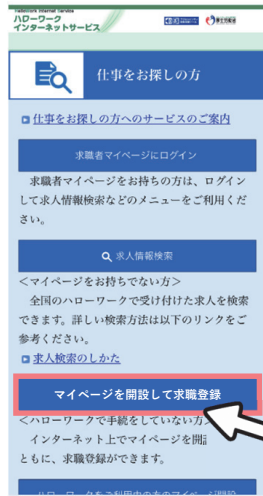 Hellowork Internet Service
ハローワーク
インターネットサービス
厚生労働省
仕事をお探しの方
仕事をお探しの方へのサービスのご案内
求職者マイページにログイン
求職者マイページをお持ちの方は、ログイン
して求人情報検索などのメニューをご利用くだ
さい。
求人情報検索
＜マイページをお持ちでない方＞
全国のハローワークで受け付けた求人を検索
できます。詳しい検索方法は以下のリンクをご
参考ください。
求人検索のしかた
マイページを開設して求職登録
＜ハローワークで手続をしていない方＞
インターネット上でマイページを開
ともに、求職登録ができます。